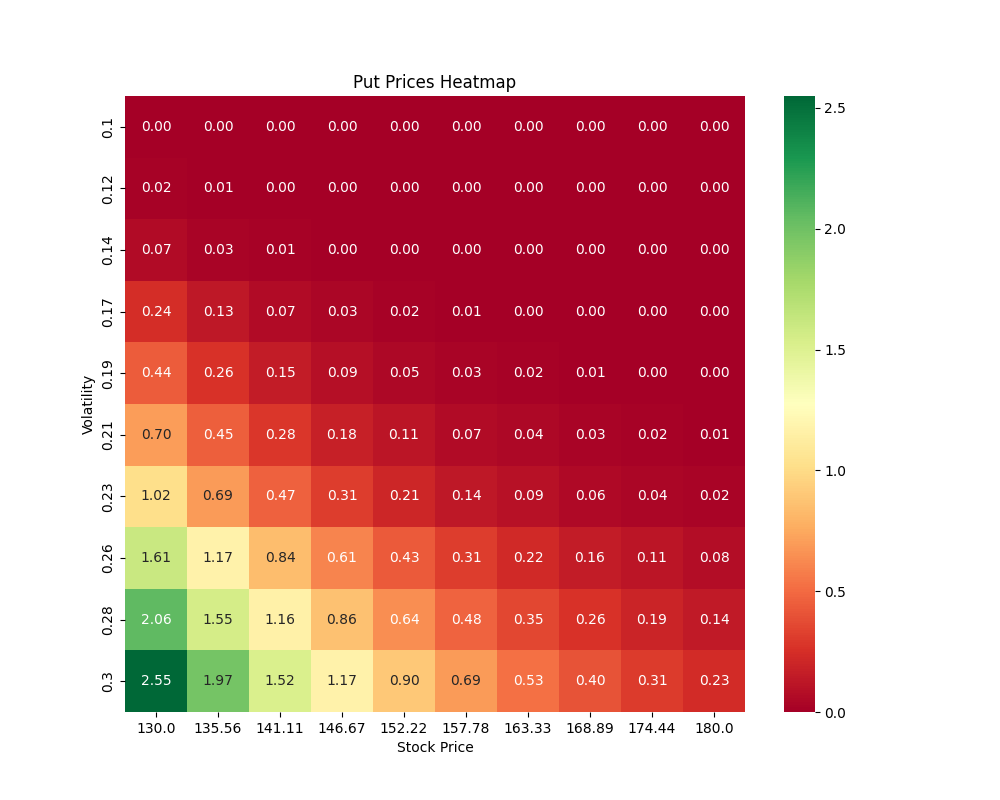 Put Prices Heatmap
Volatility
0.1 0.00 0.00 0.00 0.00 0.00 0.00 0.00 0.00 0.00 0.00
0.12 0.02 0.01 0.00 0.00 0.00 0.00 0.00 0.00 0.00 0.00
0.14 0.07 0.03 0.01 0.00 0.00 0.00 0.00 0.00 0.00 0.00
0.17 0.24 0.13 0.07 0.03 0.02 0.01 0.00 0.00 0.00 0.00
0.19 0.44 0.26 0.15 0.09 0.05 0.03 0.02 0.01 0.00 0.00
0.21 0.70 0.45 0.28 0.18 0.11 0.07 0.04 0.03 0.02 0.01
0.23 1.02 0.69 0.47 0.31 0.21 0.14 0.09 0.06 0.04 0.02
0.26 1.61 1.17 0.84 0.61 0.43 0.31 0.22 0.16 0.11 0.08
0.28 2.06 1.55 1.16 0.86 0.64 0.48 0.35 0.26 0.19 0.14
0.3 2.55 1.97 1.52 1.17 0.90 0.69 0.53 0.40 0.31 0.23
130.0 135.56 141.11 146.67 152.22 157.78 163.33 168.89 174.44 180.0
Stock Price
2.5
2.0
1.5
1.0
0.5
0.0